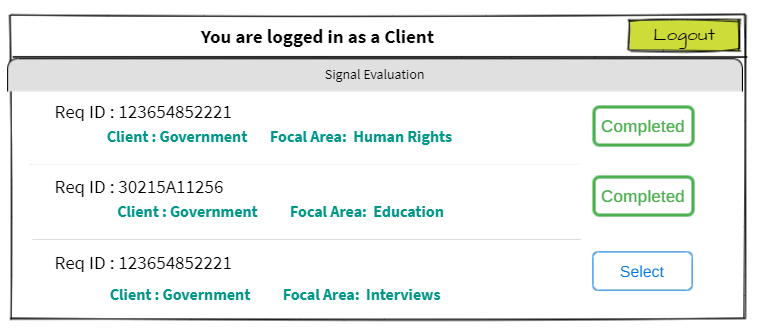 You are logged in as a Client
Logout
Signal Evaluation
Req ID : 123654852221
Client : Government Focal Area: Human Rights
Completed
Req ID : 30215A11256
Client : Government Focal Area: Education
Completed
Req ID : 123654852221
Client : Government Focal Area: Interviews
Select